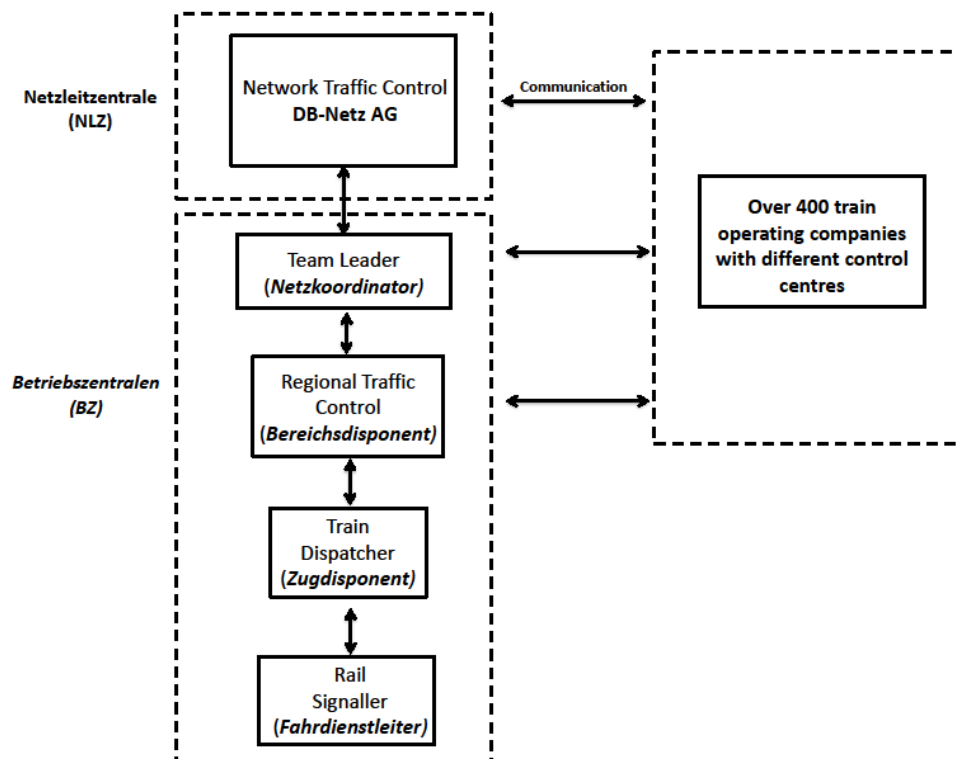 Netzleitzentrale
(NLZ)
Network Traffic Control
DB-Netz AG
Communication
Over 400 train
operating companies
with different control
centres
Betriebszentralen
(BZ)
Team Leader
(Netzkoordinator)
Regional Traffic
Control
(Bereichsdisponent)
Train
Dispatcher
(Zugdisponent)
Rail
Signaller
(Fahrdienstleiter)